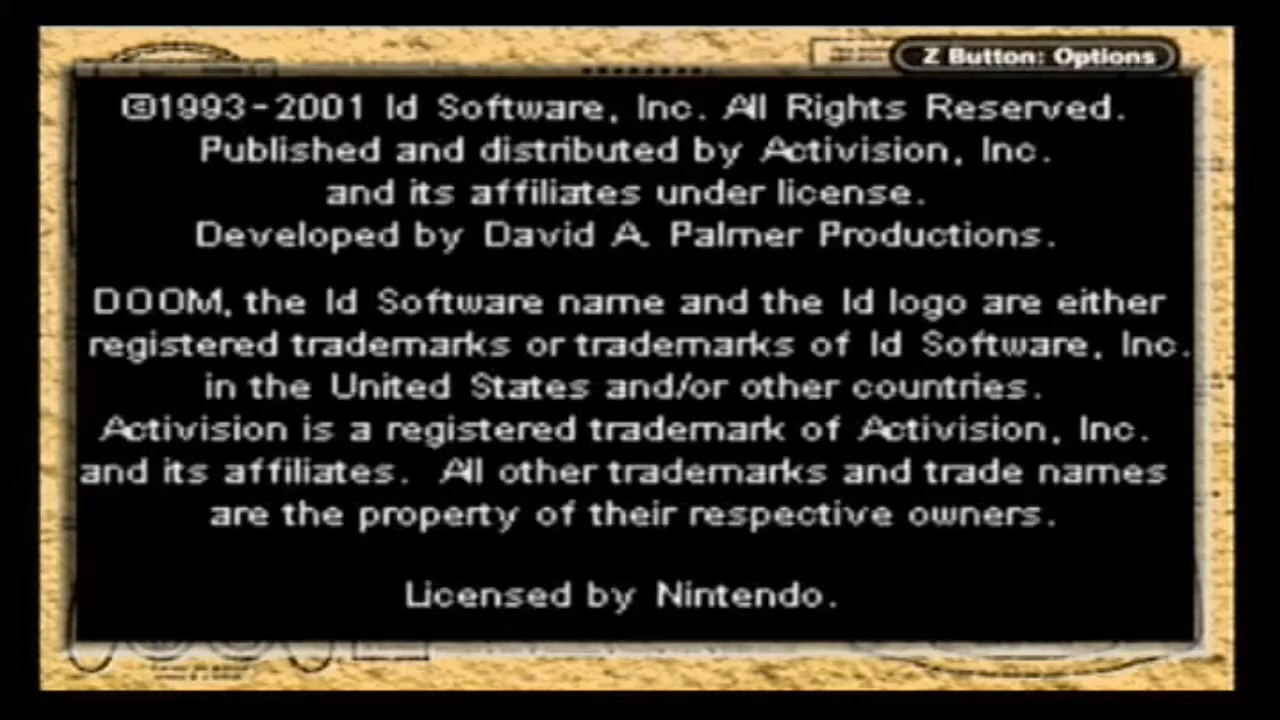 Z Button: Options
©1993-2001 Id Software, Inc. All Rights Reserved.
Published and distributed by Activision, Inc.
and its affiliates under license.
Developed by David A. Palmer Productions.
DOOM, the Id Software name and the Id logo are either
registered trademarks or trademarks of Id Software, Inc.
in the United States and/or other countries.
Activision is a registered trademark of Activision, Inc.
and its affiliates. All other trademarks and trade names
are the property of their respective owners.
Licensed by Nintendo.